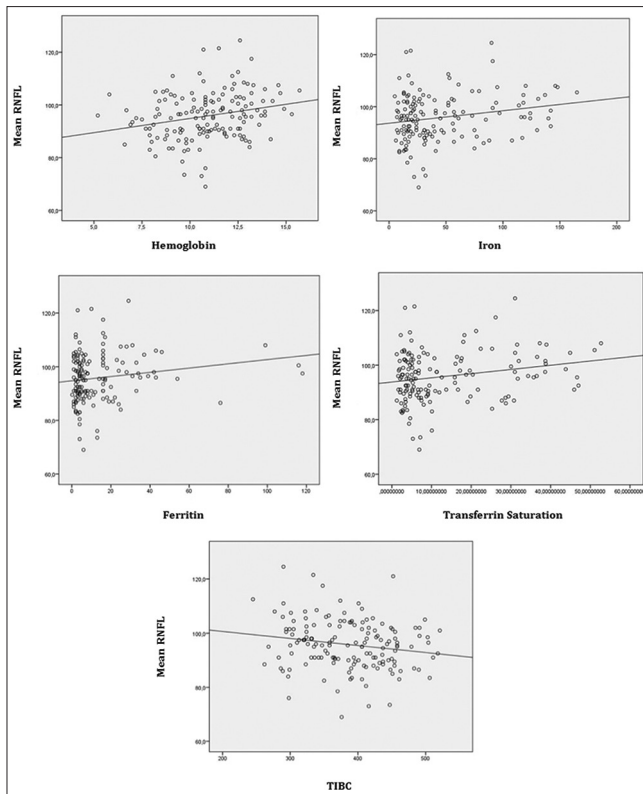 Mean RNFL
120,0
100,0
80,0
60,0
5,0 7,5 10,0 12,5 15,0
Hemoglobin
Mean RNFL
120,0
100,0
80,0
60,0
0 50 100 150 200
Iron
Mean RNFL
120,0
100,0
80,0
60,0
0 20 40 60 80 100 120
Ferritin
Mean RNFL
120,0
100,0
80,0
60,0
,00000000 10,00000000 20,00000000 30,00000000 40,00000000 50,00000000 60,0000000
Transferrin Saturation
Mean RNFL
120,0
100,0
80,0
60,0
200 300 400 500
TIBC